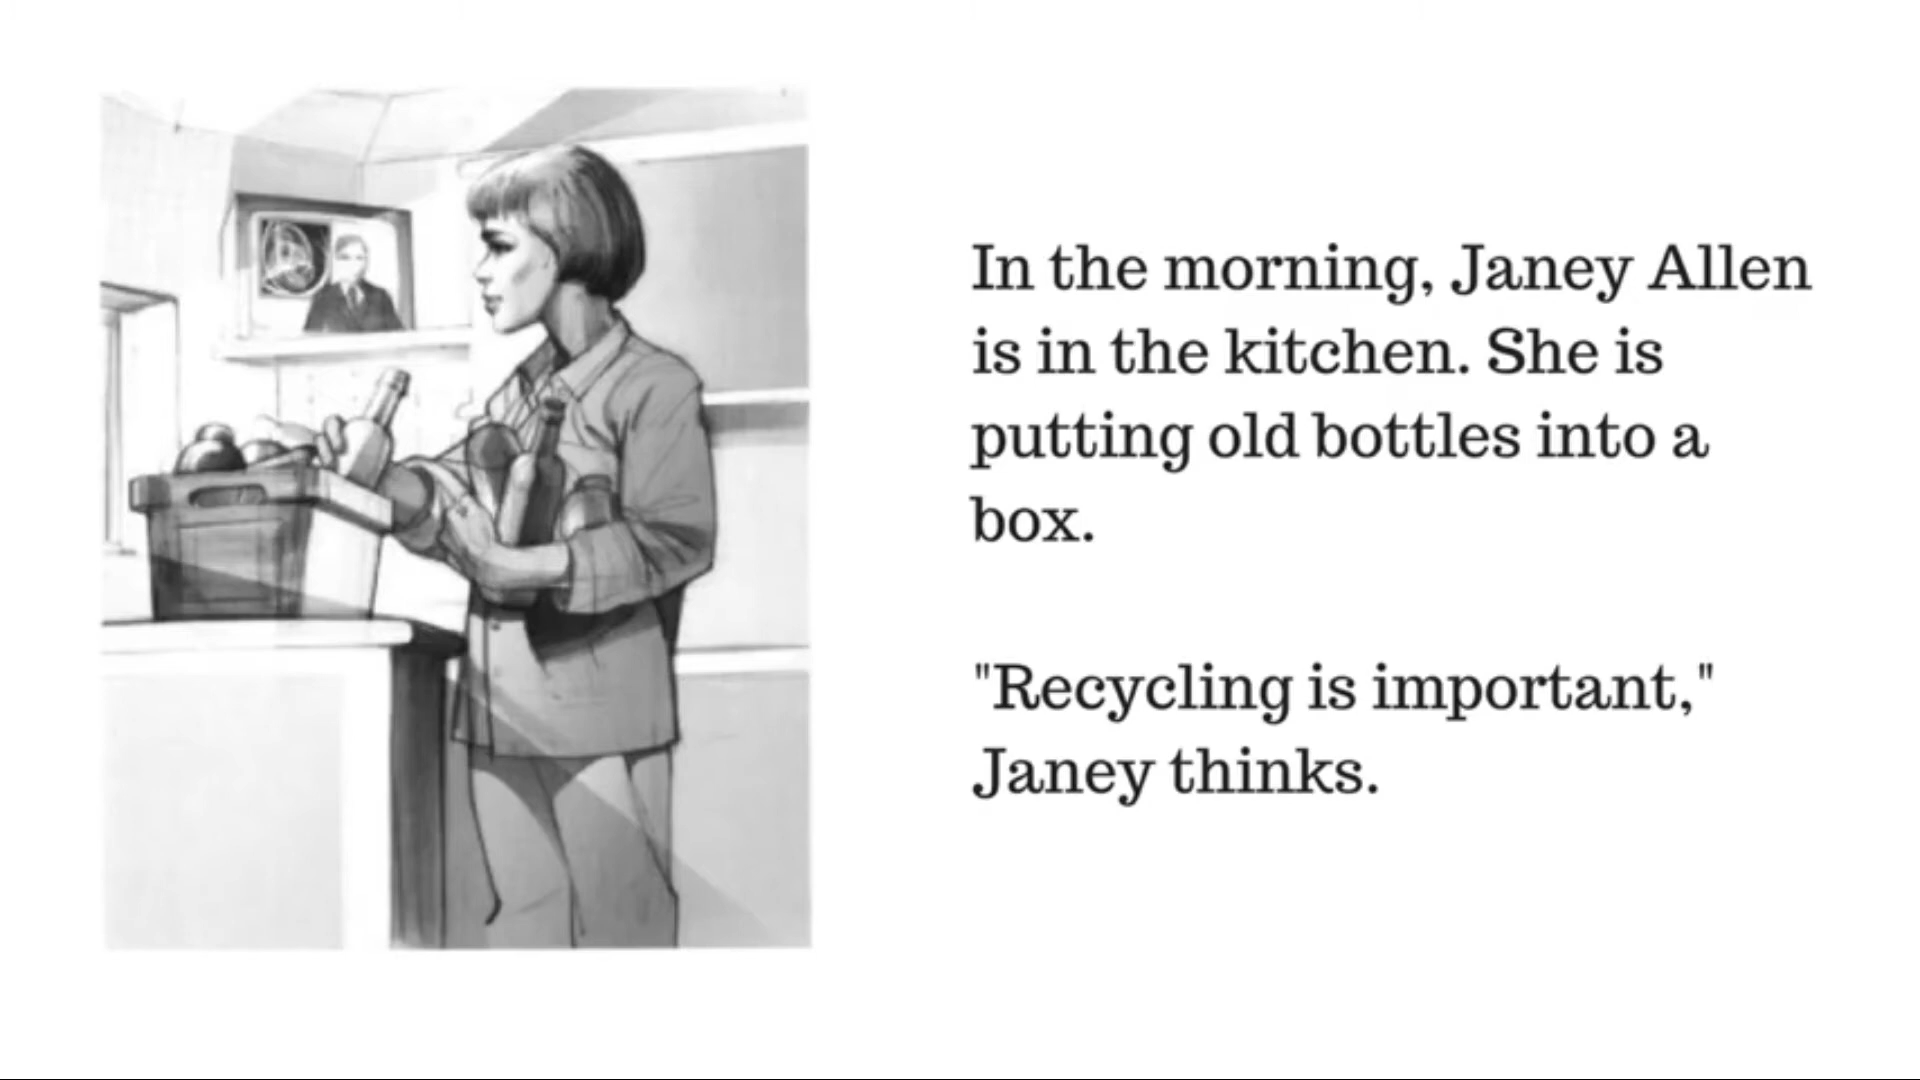 In the morning, Janey Allen
is in the kitchen. She is
putting old bottles into a
box.
"Recycling is important,"
Janey thinks.